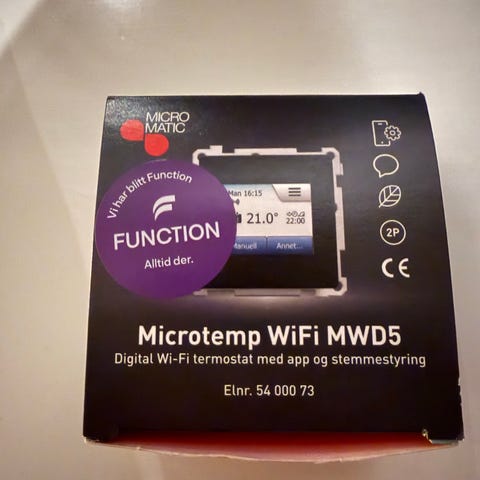 MICRO
MATIC
Vi har blitt Function
FUNCTION
Alltid der.
Man 16:15
21.0°
22:00
Manuell
Annet...
2P
CE
Microtemp WiFi MWD5
Digital Wi-Fi termostat med app og stemmestyring
Elnr. 54 000 73